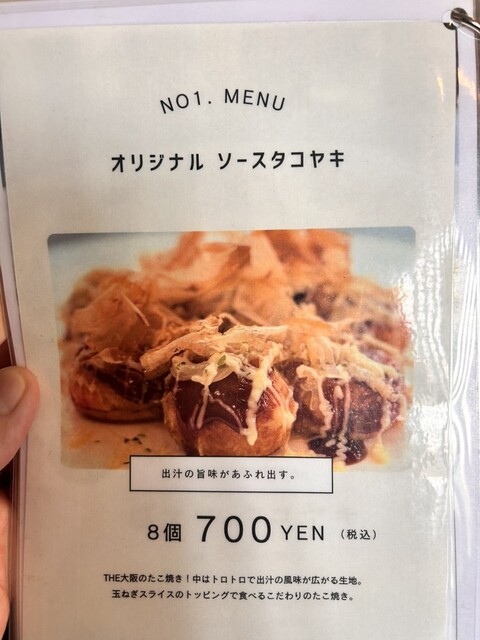 NO1. MENU
オリジナル ソースタコヤキ
出汁の旨味があふれ出す。
8個 700 YEN （税込）
THE大阪のたこ焼き！中はトロトロで出汁の風味が広がる生地。
玉ねぎスライスのトッピングで食べるこだわりのたこ焼き。